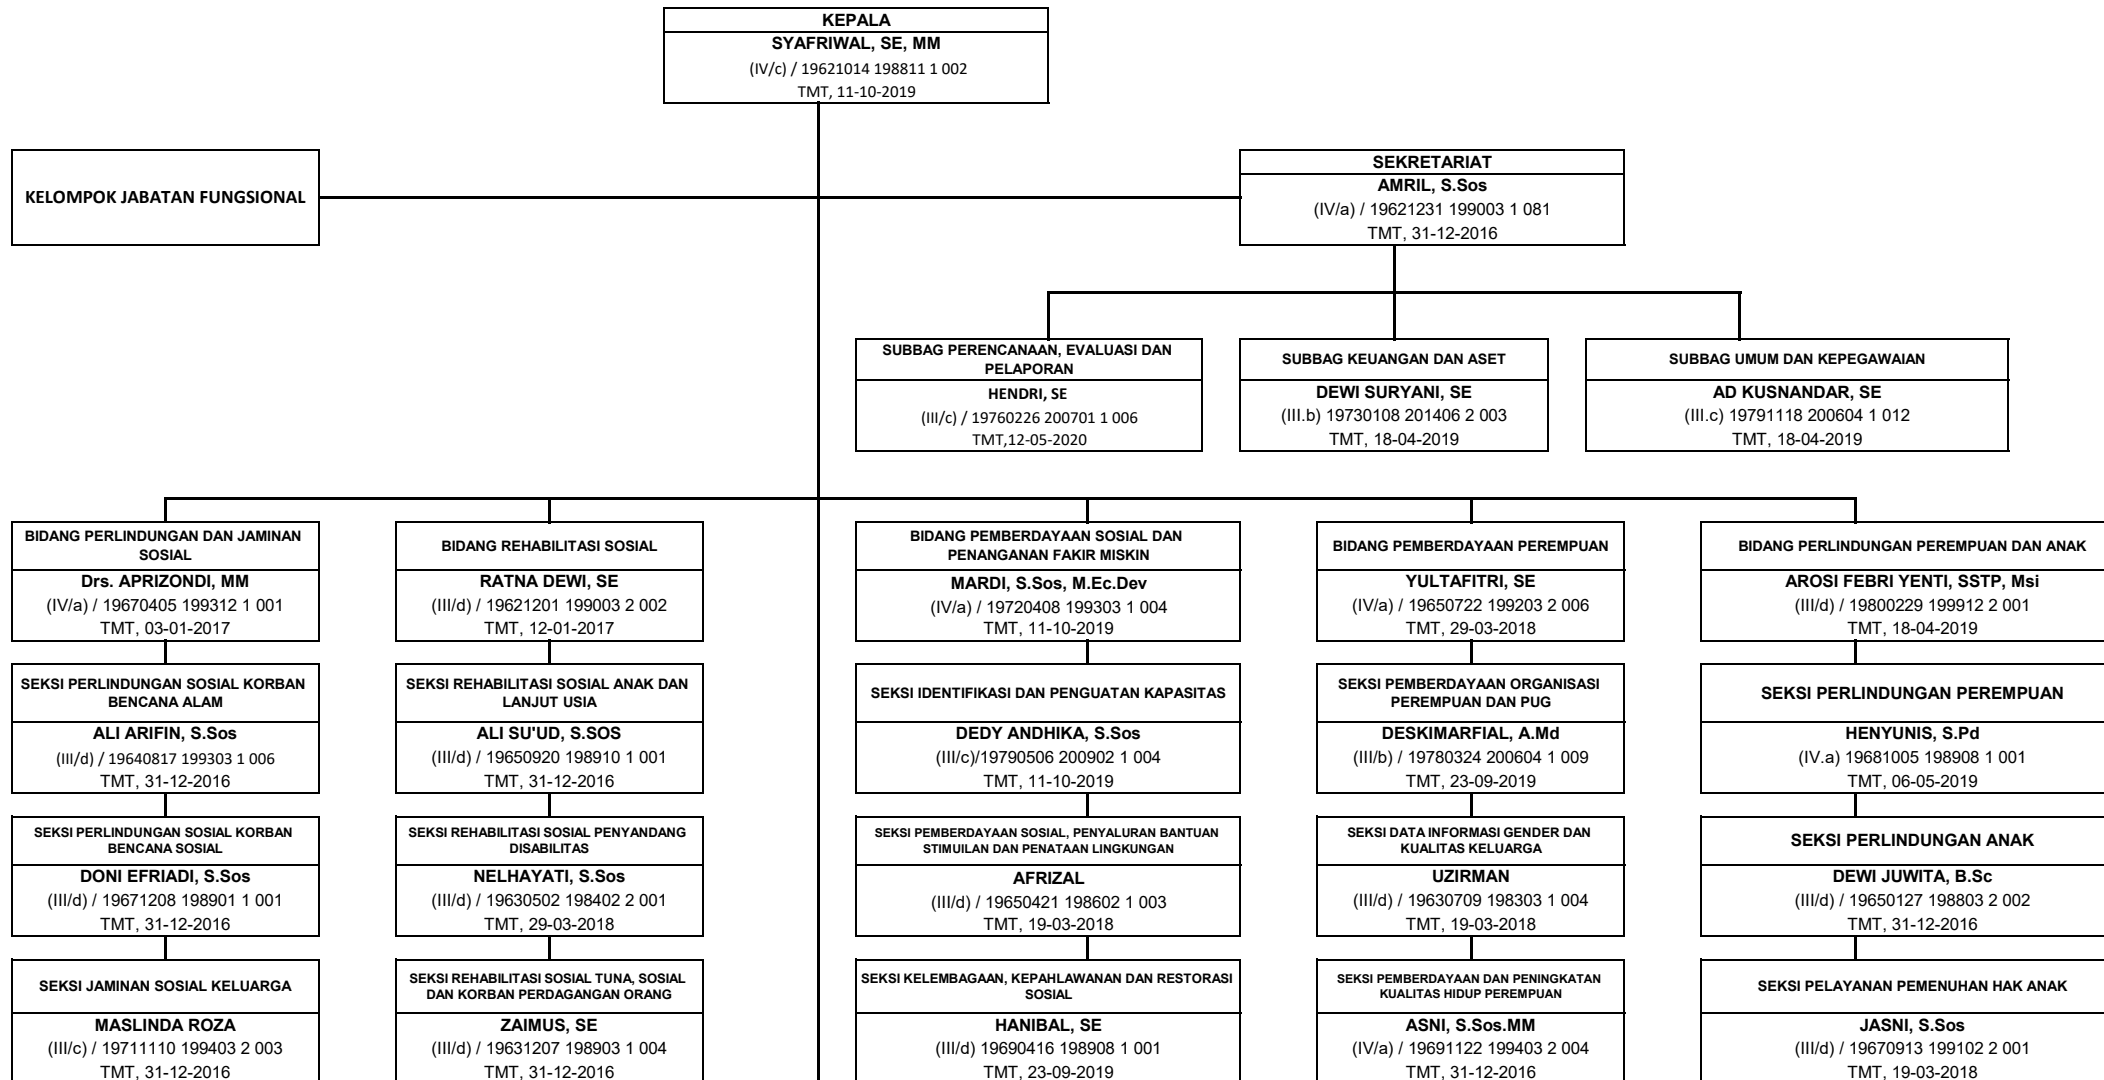 KEPALA
SYAFRIWAL, SE, MM
(IV/c) / 19621014 198811 1 002
TMT, 11-10-2019
KELOMPOK JABATAN FUNGSIONAL
SEKRETARIAT
AMRIL, S.Sos
(IV/a) / 19621231 199003 1 081
TMT, 31-12-2016
SUBBAG PERENCANAAN, EVALUASI DAN
PELAPORAN
HENDRI, SE
(III/c) / 19760226 200701 1 006
TMT,12-05-2020
SUBBAG KEUANGAN DAN ASET
DEWI SURYANI, SE
(III.b) 19730108 201406 2 003
TMT, 18-04-2019
SUBBAG UMUM DAN KEPEGAWAIAN
AD KUSNANDAR, SE
(III.c) 19791118 200604 1 012
TMT, 18-04-2019
BIDANG PERLINDUNGAN DAN JAMINAN
SOSIAL
Drs. APRIZONDI, MM
(IV/a) / 19670405 199312 1 001
TMT, 03-01-2017
SEKSI PERLINDUNGAN SOSIAL KORBAN
BENCANA ALAM
ALI ARIFIN, S.Sos
(III/d) / 19640817 199303 1 006
TMT, 31-12-2016
SEKSI PERLINDUNGAN SOSIAL KORBAN
BENCANA SOSIAL
DONI EFRIADI, S.Sos
(III/d) / 19671208 198901 1 001
TMT, 31-12-2016
SEKSI JAMINAN SOSIAL KELUARGA
MASLINDA ROZA
(III/c) / 19711110 199403 2 003
TMT, 31-12-2016
BIDANG REHABILITASI SOSIAL
RATNA DEWI, SE
(III/d) / 19621201 199003 2 002
TMT, 12-01-2017
SEKSI REHABILITASI SOSIAL ANAK DAN
LANJUT USIA
ALI SU'UD, S.SOS
(III/d) / 19650920 198910 1 001
TMT, 31-12-2016
SEKSI REHABILITASI SOSIAL PENYANDANG
DISABILITAS
NELHAYATI, S.Sos
(III/d) / 19630502 198402 2 001
TMT, 29-03-2018
SEKSI REHABILITASI SOSIAL TUNA, SOSIAL
DAN KORBAN PERDAGANGAN ORANG
ZAIMUS, SE
(III/d) / 19631207 198903 1 004
TMT, 31-12-2016
BIDANG PEMBERDAYAAN SOSIAL DAN
PENANGANAN FAKIR MISKIN
MARDI, S.Sos, M.Ec.Dev
(IV/a) / 19720408 199303 1 004
TMT, 11-10-2019
SEKSI IDENTIFIKASI DAN PENGUATAN KAPASITAS
DEDY ANDHIKA, S.Sos
(III/c)/19790506 200902 1 004
TMT, 11-10-2019
SEKSI PEMBERDAYAAN SOSIAL, PENYALURAN BANTUAN
STIMUILAN DAN PENATAAN LINGKUNGAN
AFRIZAL
(III/d) / 19650421 198602 1 003
TMT, 19-03-2018
SEKSI KELEMBAGAAN, KEPAHLAWANAN DAN RESTORASI
SOSIAL
HANIBAL, SE
(III/d) 19690416 198908 1 001
TMT, 23-09-2019
BIDANG PEMBERDAYAAN PEREMPUAN
YULTAFITRI, SE
(IV/a) / 19650722 199203 2 006
TMT, 29-03-2018
SEKSI PEMBERDAYAAN ORGANISASI
PEREMPUAN DAN PUG
DESKIMARFIAL, A.Md
(III/b) / 19780324 200604 1 009
TMT, 23-09-2019
SEKSI DATA INFORMASI GENDER DAN
KUALITAS KELUARGA
UZIRMAN
(III/d) / 19630709 198303 1 004
TMT, 19-03-2018
SEKSI PEMBERDAYAAN DAN PENINGKATAN
KUALITAS HIDUP PEREMPUAN
ASNI, S.Sos.MM
(IV/a) / 19691122 199403 2 004
TMT, 31-12-2016
BIDANG PERLINDUNGAN PEREMPUAN DAN ANAK
AROSI FEBRI YENTI, SSTP, Msi
(III/d) / 19800229 199912 2 001
TMT, 18-04-2019
SEKSI PERLINDUNGAN PEREMPUAN
HENYUNIS, S.Pd
(IV.a) 19681005 198908 1 001
TMT, 06-05-2019
SEKSI PERLINDUNGAN ANAK
DEWI JUWITA, B.Sc
(III/d) / 19650127 198803 2 002
TMT, 31-12-2016
SEKSI PELAYANAN PEMENUHAN HAK ANAK
JASNI, S.Sos
(III/d) / 19670913 199102 2 001
TMT, 19-03-2018